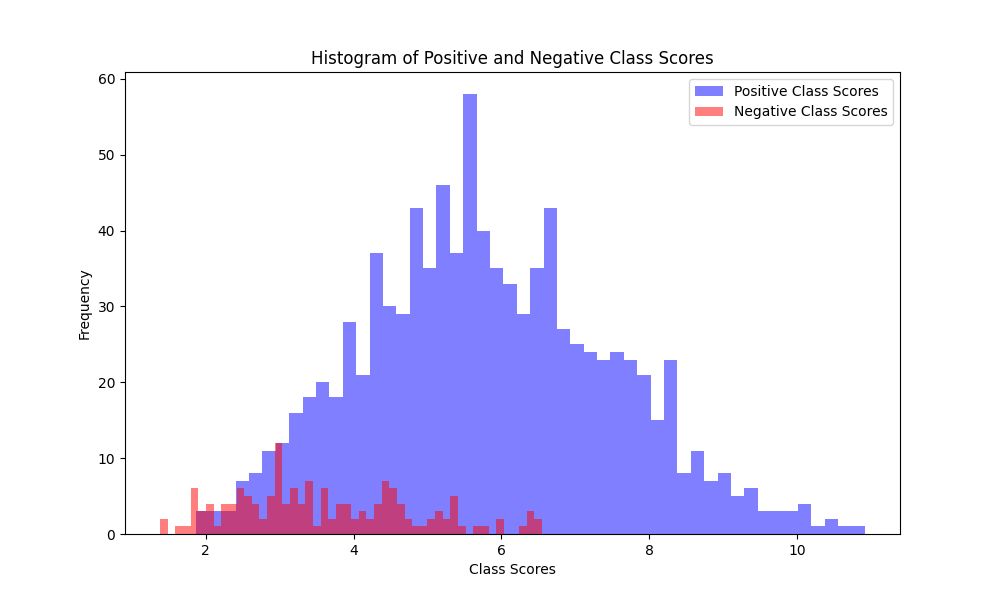 Histogram of Positive and Negative Class Scores
Positive Class Scores
Negative Class Scores
60
50
40
30
20
10
0
Frequency
2 4 6 8 10
Class Scores